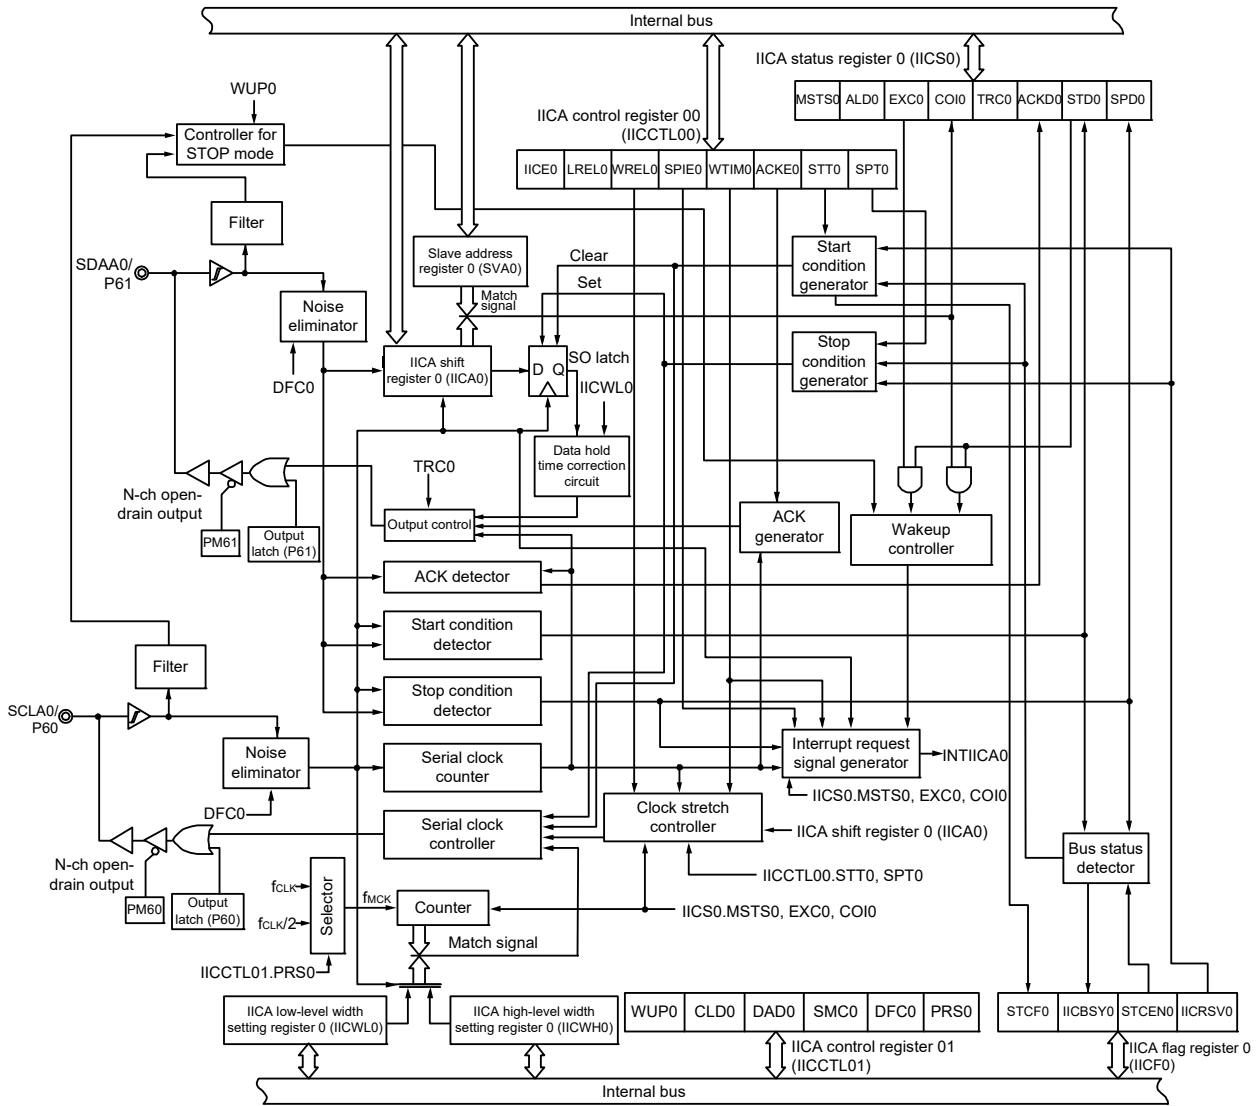 Internal bus
IICA status register 0 (IICS0)
MSTS0 ALD0 EXC0 COI0 TRC0 ACKD0 STD0 SPD0
WUP0
IICA control register 00
(IICCTL00)
Controller for
STOP mode
IICE0 LREL0 WREL0 SPIE0 WTIM0 ACKE0 STT0 SPT0
Filter
Slave address
register 0 (SVA0)
Clear
Start
condition
generator
SDAA0/
P61
Set
Match
signal
Noise
eliminator
Stop
condition
generator
IICA shift
register 0 (IICA0)
SO latch
D Q
DFC0
IICWL0
Data hold
time correction
circuit
TRC0
N-ch open-
drain output
ACK
generator
Wakeup
controller
Output control
PM61
Output
latch (P61)
ACK detector
Start condition
detector
Filter
Stop condition
detector
SCLA0/
P60
Noise
eliminator
Serial clock
counter
Interrupt request
signal generator
INTIICA0
IICS0.MSTS0, EXC0, COI0
DFC0
Clock stretch
controller
Serial clock
controller
IICA shift register 0 (IICA0)
Bus status
detector
N-ch open-
drain output
IICCTL00.STT0, SPT0
PM60
Output
latch (P60)
fCLK
fCLK/2
Selector
fMCK
Counter
IICS0.MSTS0, EXC0, COI0
Match signal
IICCTL01.PRS0
IICA low-level width
setting register 0 (IICWL0)
IICA high-level width
setting register 0 (IICWH0)
WUP0 CLD0 DAD0 SMC0 DFC0 PRS0
STCF0 IICBSY0 STCEN0 IICRSV0
IICA control register 01
(IICCTL01)
IICA flag register 0
(IICF0)
Internal bus